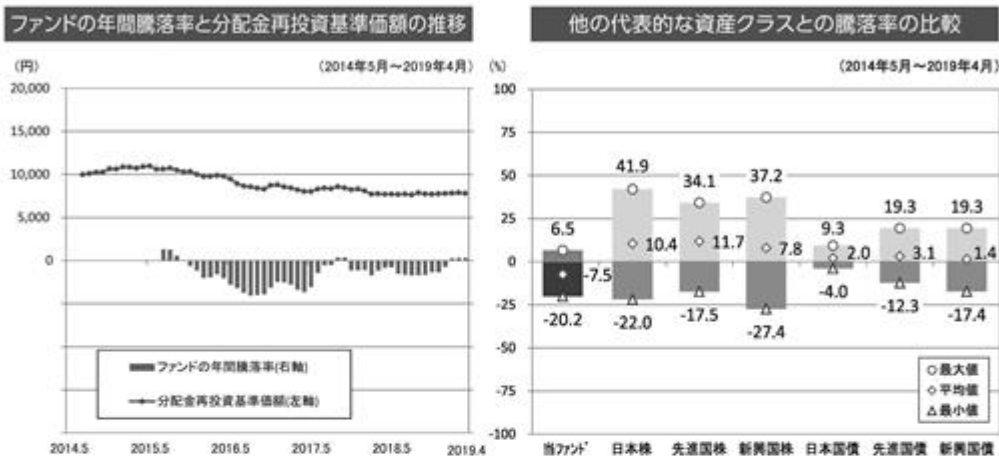 ファンドの年間騰落率と分配金再投資基準価額の推移
(円)
(2014年5月～2019年4月)
20,000
15,000
10,000
5,000
0
ファンドの年間騰落率(右軸)
分配金再投資基準価額(左軸)
2014.5 2015.5 2016.5 2017.5 2018.5 2019.4
他の代表的な資産クラスとの騰落率の比較
(%)
(2014年5月～2019年4月)
100
75
50
25
0
-25
-50
-75
-100
6.5 41.9 34.1 37.2 9.3 19.3 19.3
-7.5 10.4 11.7 7.8 2.0 3.1 1.4
-20.2 -22.0 -17.5 -27.4 -4.0 -12.3 -17.4
○最大値
◇平均値
△最小値
当ファンド 日本株 先進国株 新興国株 日本国債 先進国債 新興国債